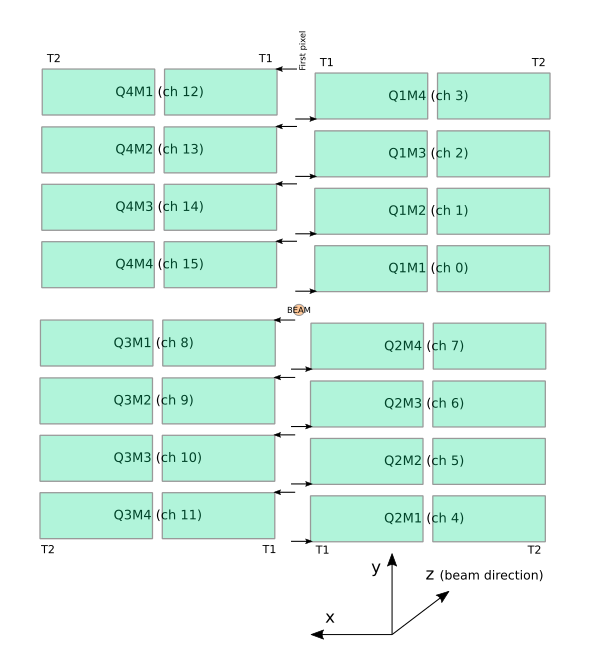 T2
T1
First pixel
T1
T2
Q4M1 (ch 12)
Q1M4 (ch 3)
Q4M2 (ch 13)
Q1M3 (ch 2)
Q4M3 (ch 14)
Q1M2 (ch 1)
Q4M4 (ch 15)
Q1M1 (ch 0)
BEAM
Q3M1 (ch 8)
Q2M4 (ch 7)
Q3M2 (ch 9)
Q2M3 (ch 6)
Q3M3 (ch 10)
Q2M2 (ch 5)
Q3M4 (ch 11)
Q2M1 (ch 4)
T2
T1
T1
T2
y
z (beam direction)
x